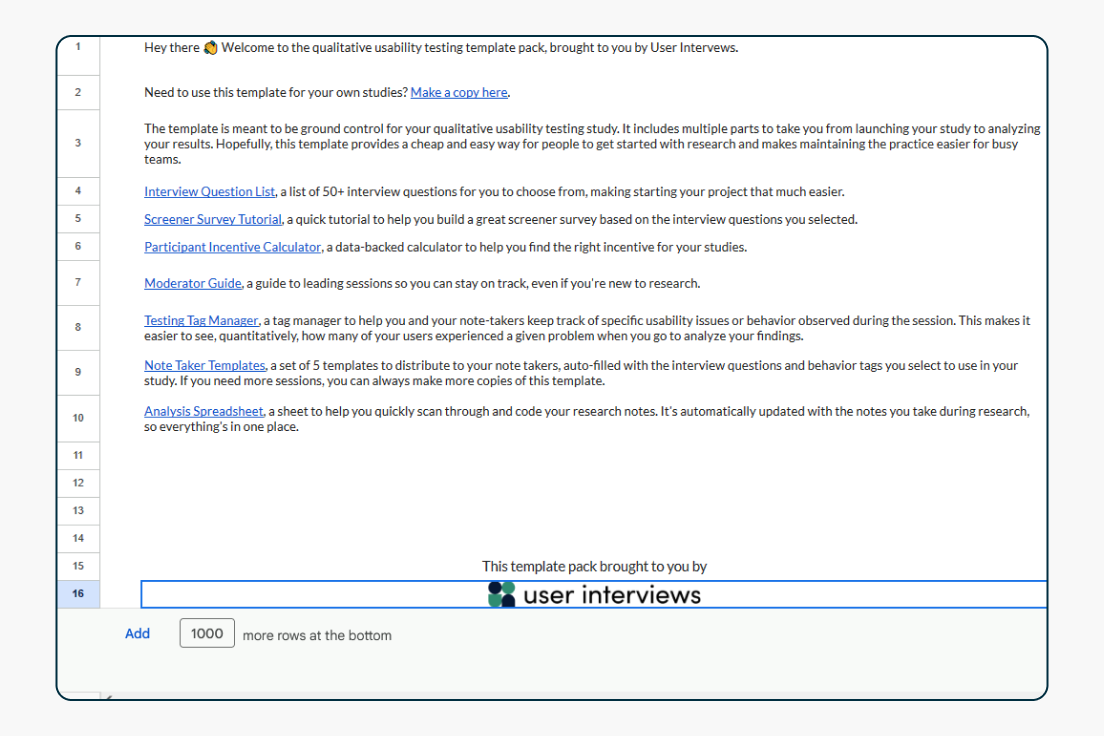 1
Hey there 👋 Welcome to the qualitative usability testing template pack, brought to you by User Interviews.
2
Need to use this template for your own studies? Make a copy here.
3
The template is meant to be ground control for your qualitative usability testing study. It includes multiple parts to take you from launching your study to analyzing
your results. Hopefully, this template provides a cheap and easy way for people to get started with research and makes maintaining the practice easier for busy
teams.
4
Interview Question List, a list of 50+ interview questions for you to choose from, making starting your project that much easier.
5
Screener Survey Tutorial, a quick tutorial to help you build a great screener survey based on the interview questions you selected.
6
Participant Incentive Calculator, a data-backed calculator to help you find the right incentive for your studies.
7
Moderator Guide, a guide to leading sessions so you can stay on track, even if you're new to research.
8
Testing Tag Manager, a tag manager to help you and your note-takers keep track of specific usability issues or behavior observed during the session. This makes it
easier to see, quantitatively, how many of your users experienced a given problem when you go to analyze your findings.
9
Note Taker Templates, a set of 5 templates to distribute to your note takers, auto-filled with the interview questions and behavior tags you select to use in your
study. If you need more sessions, you can always make more copies of this template.
10
Analysis Spreadsheet, a sheet to help you quickly scan through and code your research notes. It's automatically updated with the notes you take during research,
so everything's in one place.
11
12
13
14
15
This template pack brought to you by
16
user interviews
Add 1000 more rows at the bottom